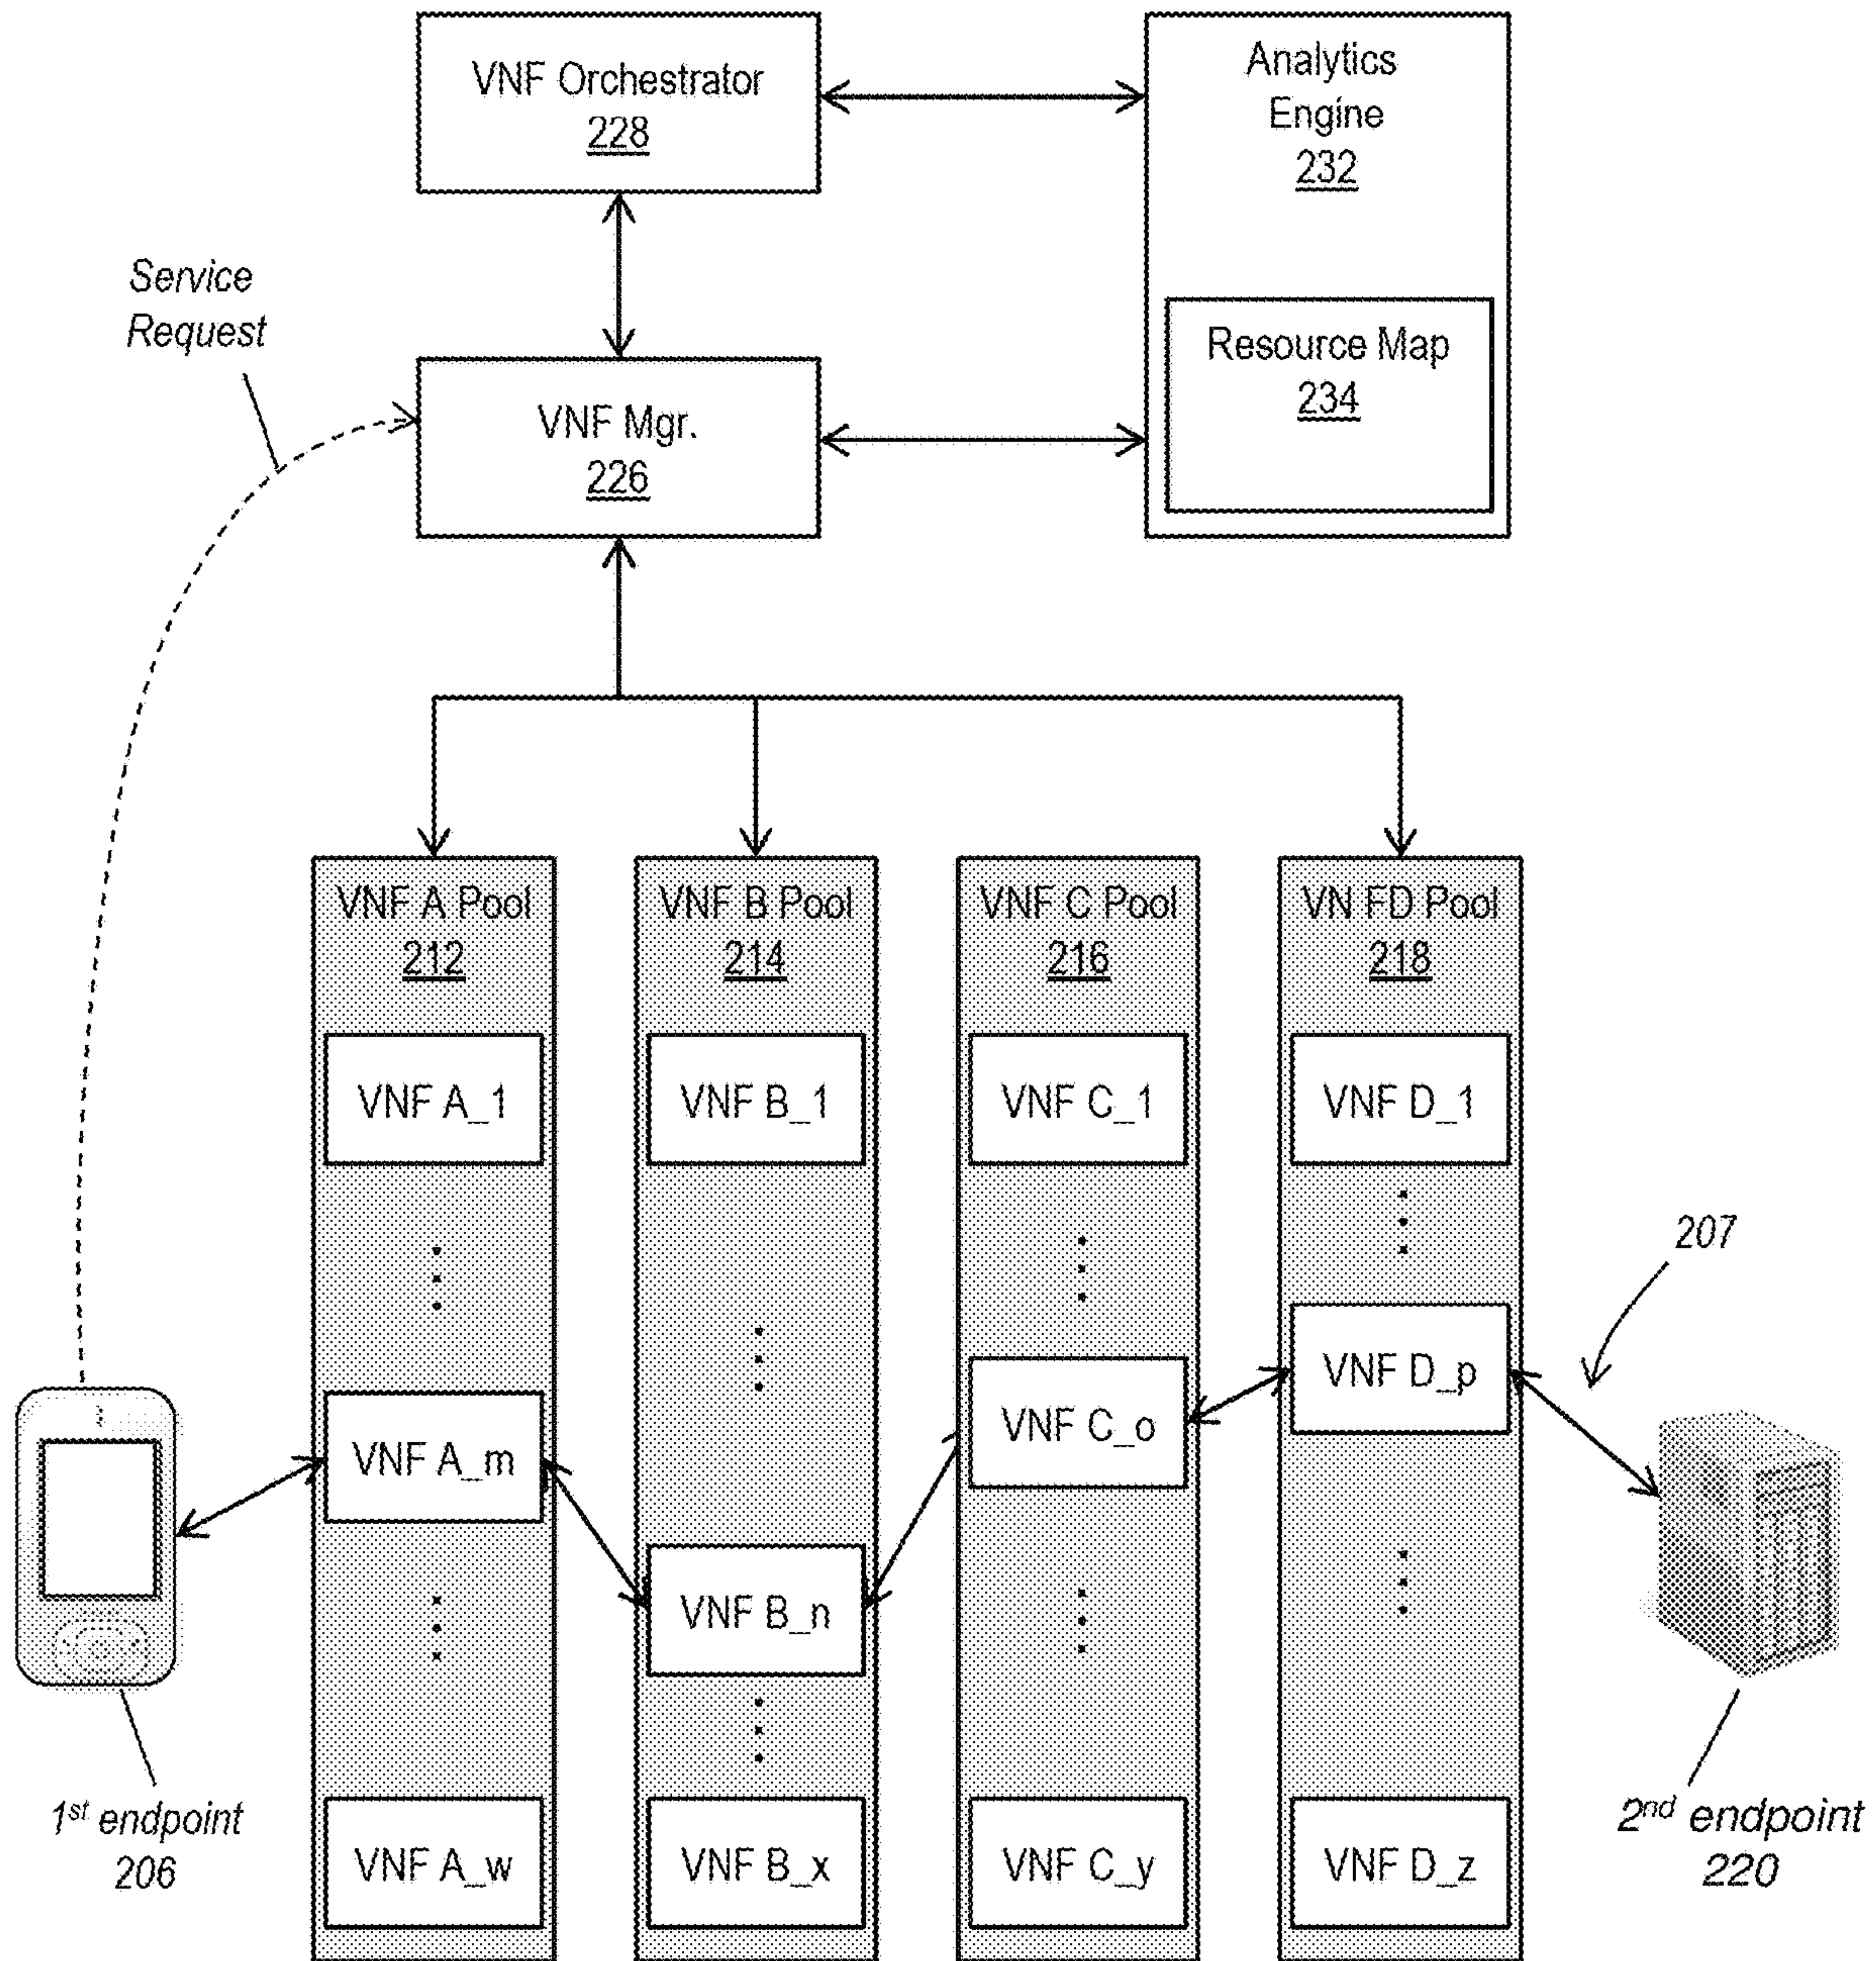 VNF Orchestrator
228
Analytics
Engine
232
Service
Request
Resource Map
234
VNF Mgr.
226
VNF A Pool
212
VNF B Pool
214
VNF C Pool
216
VN FD Pool
218
VNF A_1
VNF B_1
VNF C_1
VNF D_1
207
VNF D_p
VNF C_o
VNF A_m
VNF B_n
1st endpoint
206
2nd endpoint
220
VNF A_w
VNF B_x
VNF C_y
VNF D_z